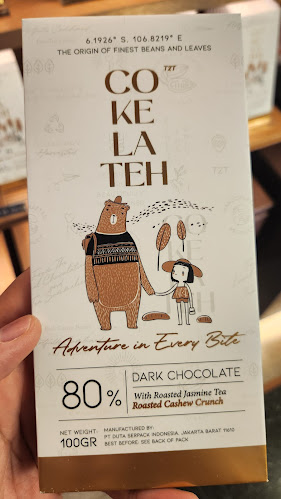 6.1926° S. 106.8219° E
THE ORIGIN OF FINEST BEANS AND LEAVES
CO T2T
KE
LA
TEH
Adventure in Every Bite
80%
DARK CHOCOLATE
With Roasted Jasmine Tea
Roasted Cashew Crunch
NET WEIGHT:
100GR
MANUFACTURED BY:
PT DUTA SERPACK INDONESIA, JAKARTA BARAT 11610
BEST BEFORE: SEE BACK OF PACK